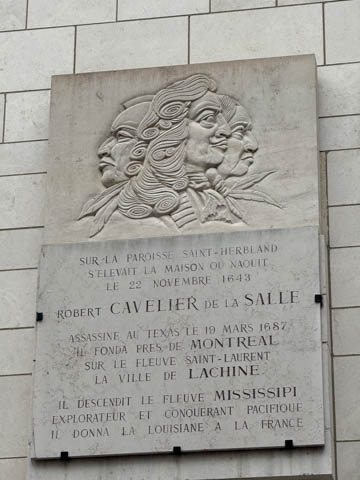 SUR LA PAROISSE SAINT-HERBLAND
S'ELEVAIT LA MAISON OU NAQUIT
LE 22 NOVEMBRE 1643
ROBERT CAVELIER DE LA SALLE
ASSASSINE AU TEXAS LE 19 MARS 1687
IL FONDA PRES DE MONTREAL
SUR LE FLEUVE SAINT-LAURENT
LA VILLE DE LACHINE.
IL DESCENDIT LE FLEUVE MISSISSIPI
EXPLORATEUR ET CONQUERANT PACIFIQUE
IL DONNA LA LOUISIANE A LA FRANCE